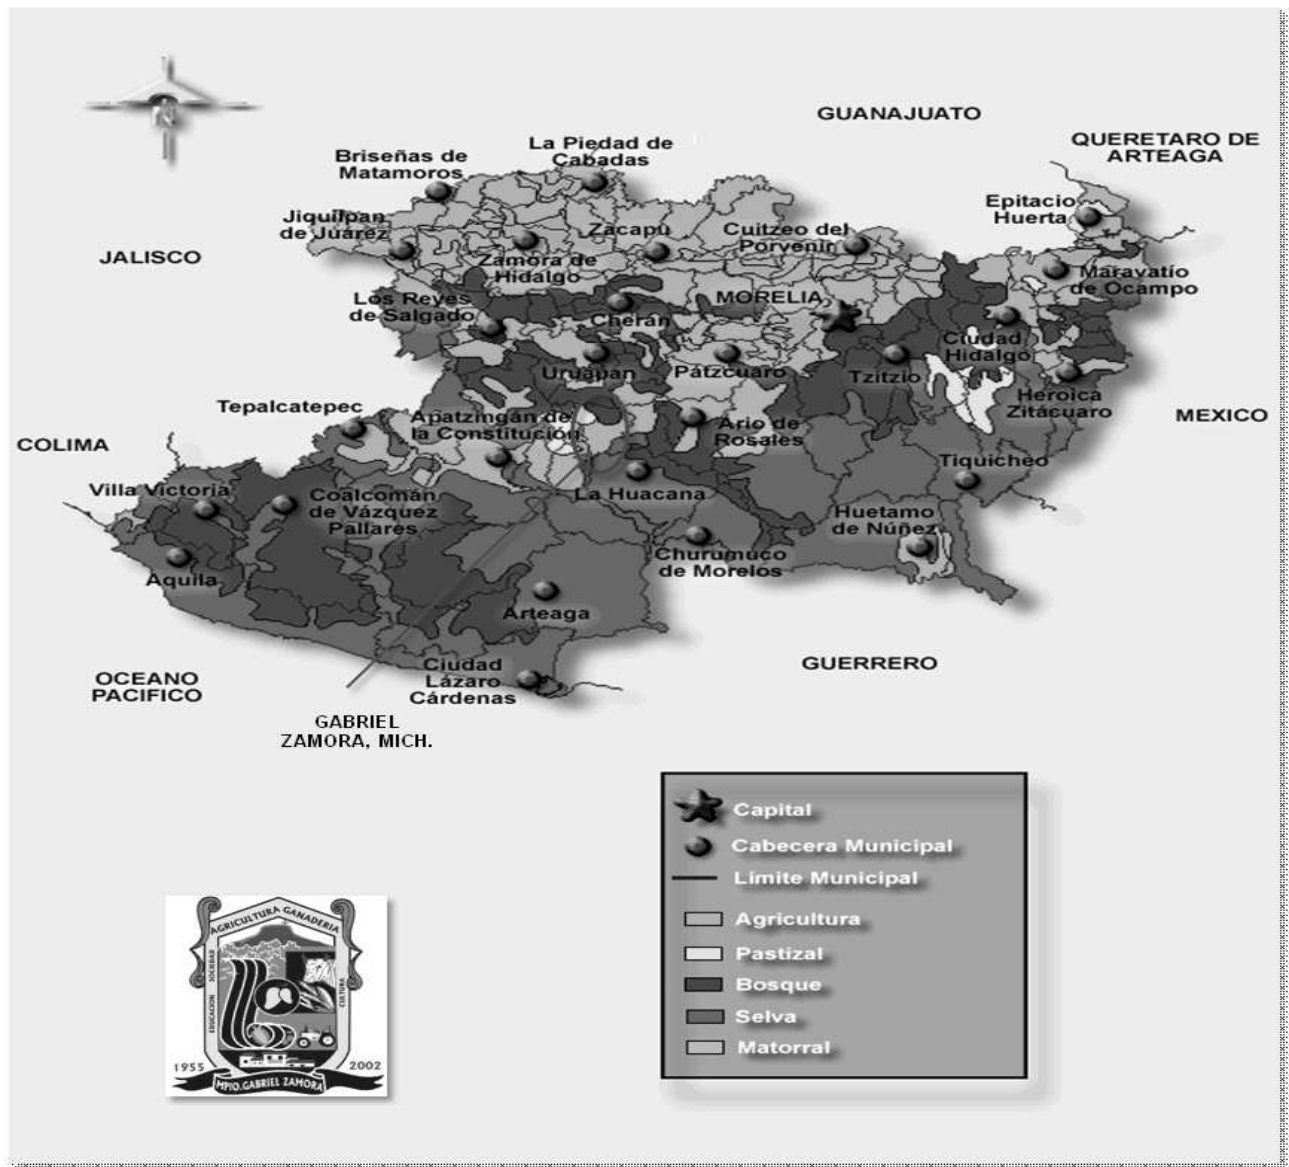 GUANAJUATO
QUERETARO DE
ARTEAGA
La Piedad de
Cabadas
Briseñas de
Matamoros
Epitacio
Huerta
Jiquilpan
de Juárez
Zacapú
Cuitzeo del
Porvenir
JALISCO
Zamora de
Hidalgo
Maravatío
de Ocampo
Los Reyes
de Salgado
MORELIA
Cherán
Ciudad
Hidalgo
Uruapan
Pátzcuaro
Tzitzio
Heroica
Zitácuaro
Tepalcatepec
Apatzingán de
la Constitución
Ario de
Rosales
MEXICO
COLIMA
Tiquicheo
Villa Victoria
Coalcomán
de Vázquez
Pallares
La Huacana
Huetamo
de Núñez
Aquila
Churumuco
de Morelos
Arteaga
OCEANO
PACIFICO
Ciudad
Lázaro
Cárdenas
GUERRERO
GABRIEL
ZAMORA, MICH.
N
Capital
Cabecera Municipal
Límite Municipal
Agricultura
Pastizal
Bosque
Selva
Matorral
AGRICULTURA GANADERIA
EDUCACION SOCIEDAD
CULTURA
1955 2002
MPIO.GABRIEL ZAMORA